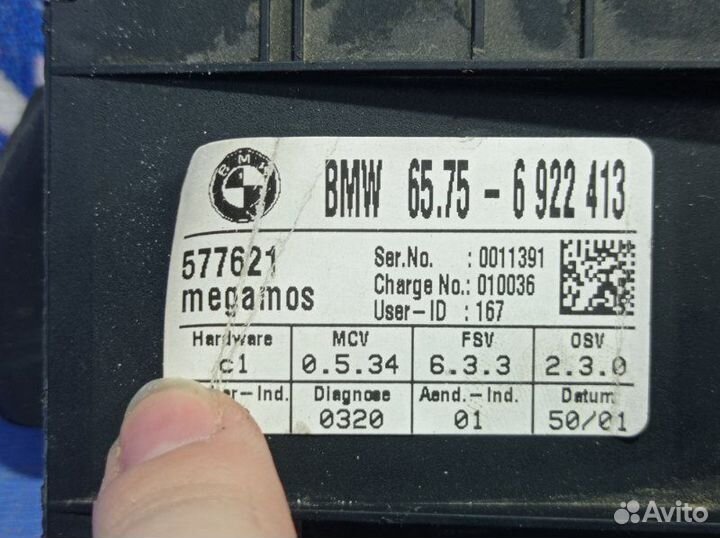 BMW
BMW 65.75 - 6 922 413
577621
megamos
Ser.No. : 0011391
Charge No.: 010036
User-ID : 167
Hardware MCV FSV OSV
c1 0.5.34 6.3.3 2.3.0
Diagnose Aend.-Ind. Datum
0320 01 50/01
Avito